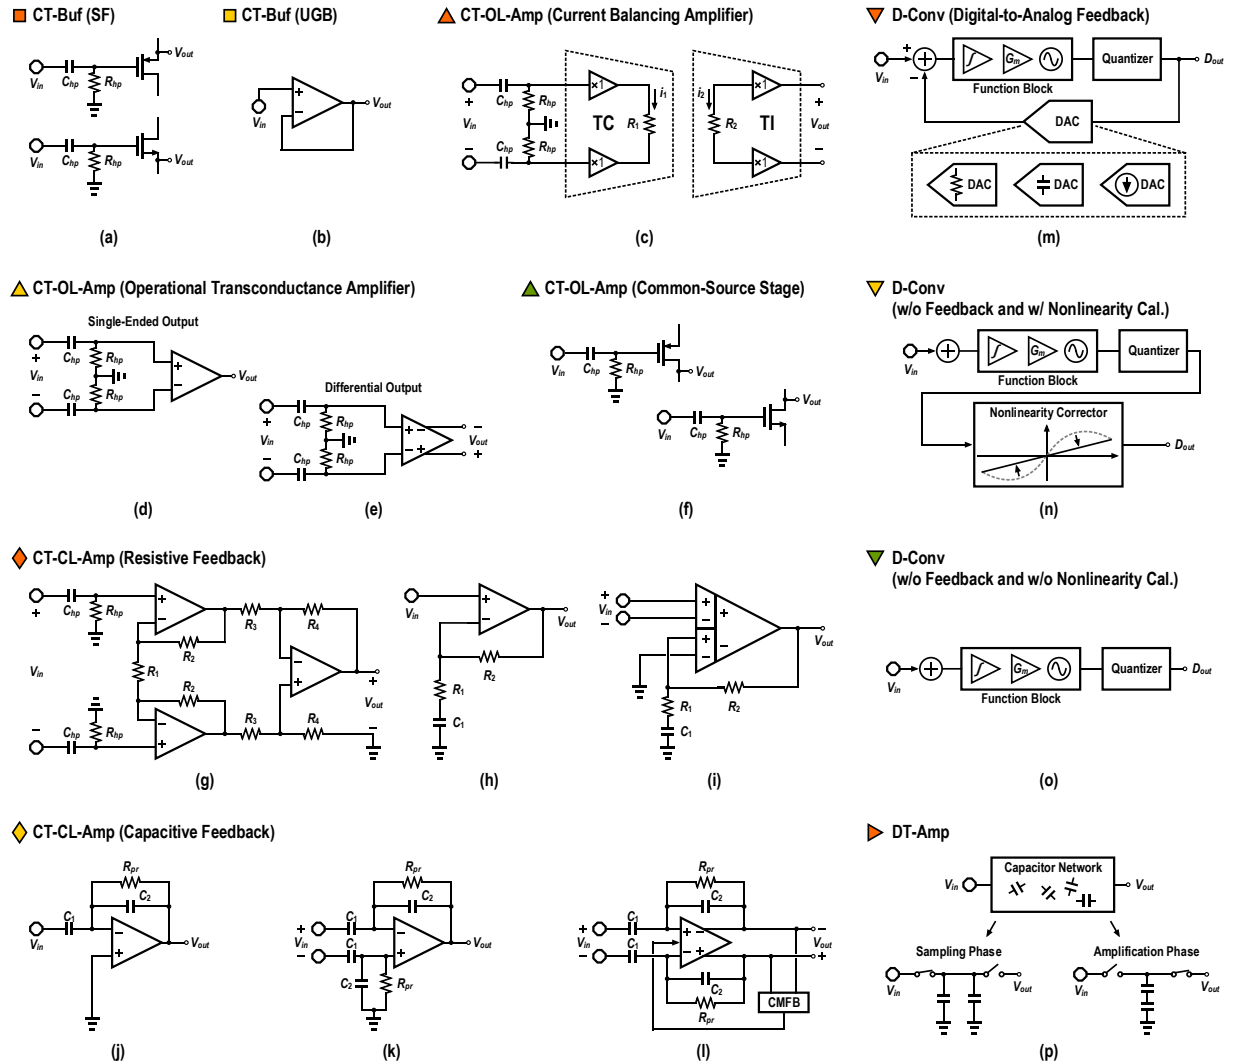 CT-Buf (SF)
Vin
Chp
Rhp
Vout
Vin
Chp
Rhp
Vout
(a)
CT-Buf (UGB)
Vin
+
−
Vout
(b)
CT-OL-Amp (Current Balancing Amplifier)
+
Vin
−
Chp
Rhp
Rhp
Chp
×1
×1
TC
i1
R1
i2
R2
×1
×1
TI
+
Vout
−
(c)
D-Conv (Digital-to-Analog Feedback)
Vin
+
−
Gm
Function Block
Quantizer
Dout
DAC
DAC
DAC
DAC
(m)
CT-OL-Amp (Operational Transconductance Amplifier)
Single-Ended Output
+
Vin
−
Chp
Rhp
Rhp
Chp
+
−
Vout
(d)
Differential Output
+
Vin
−
Chp
Rhp
Rhp
Chp
+ −
− +
−
Vout
+
(e)
CT-OL-Amp (Common-Source Stage)
Vin
Chp
Rhp
Vout
Vin
Chp
Rhp
Vout
(f)
D-Conv
(w/o Feedback and w/ Nonlinearity Cal.)
Vin
Gm
Function Block
Quantizer
Nonlinearity Corrector
Dout
(n)
CT-CL-Amp (Resistive Feedback)
+
Vin
−
Chp
Rhp
Rhp
Chp
+
−
R1
R2
R2
−
+
R3
R4
R3
R4
−
+
+
Vout
−
(g)
Vin
+
−
R1
R2
C1
Vout
(h)
+
Vin
−
+
−
+
−
+
−
R1
R2
C1
Vout
(i)
D-Conv
(w/o Feedback and w/o Nonlinearity Cal.)
Vin
Gm
Function Block
Quantizer
Dout
(o)
CT-CL-Amp (Capacitive Feedback)
Rpr
C2
C1
Vin
−
+
Vout
(j)
Rpr
C2
+
Vin
−
C1
C1
−
+
C2
Rpr
Vout
(k)
Rpr
C2
+
Vin
−
C1
C1
+ −
− +
C2
Rpr
−
Vout
+
CMFB
(l)
DT-Amp
Capacitor Network
Vin
Vout
Sampling Phase
Vin
Vout
Amplification Phase
Vin
Vout
(p)